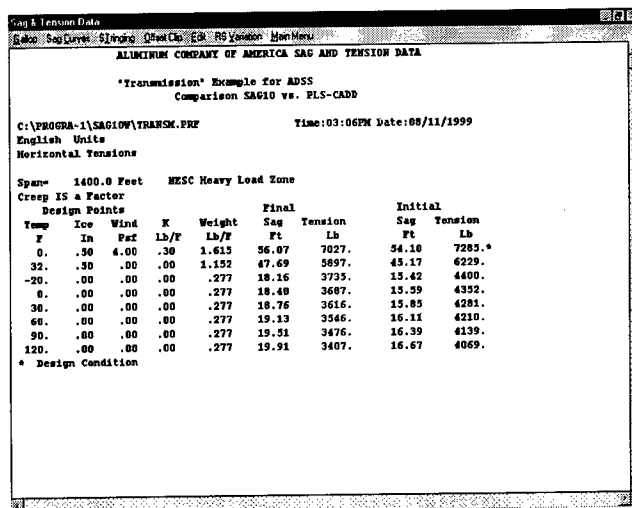 Sag & Tension Data
Gallop Sag Curves STringing Offset Clip Edit RS Variation Main Menu
ALUMINUM COMPANY OF AMERICA SAG AND TENSION DATA
"Transmission" Example for ADSS
Comparison SAG10 vs. PLS-CADD
C:\PROGRA~1\SAG10W\TRANSM.PRF Time:03:06PM Date:08/11/1999
English Units
Horizontal Tensions
Span= 1400.0 Feet NESC Heavy Load Zone
Creep IS a Factor
Design Points Final Initial
Temp Ice Wind K Weight Sag Tension Sag Tension
F In Psf Lb/F Lb/F Ft Lb Ft Lb
0. .50 4.00 .30 1.615 56.07 7027. 54.10 7285.*
32. .50 .00 .00 1.152 47.69 5897. 45.17 6229.
-20. .00 .00 .00 .277 18.16 3735. 15.42 4400.
0. .00 .00 .00 .277 18.40 3687. 15.59 4352.
30. .00 .00 .00 .277 18.76 3616. 15.85 4281.
60. .00 .00 .00 .277 19.13 3546. 16.11 4210.
90. .00 .00 .00 .277 19.51 3476. 16.39 4139.
120. .00 .00 .00 .277 19.91 3407. 16.67 4069.
* Design Condition